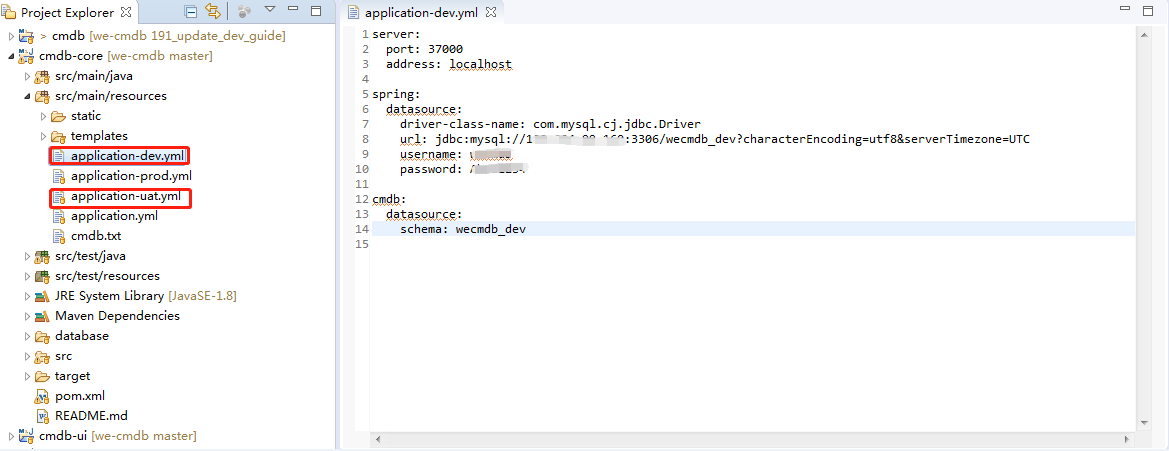 Project Explorer
> cmdb [we-cmdb 191_update_dev_guide]
cmdb-core [we-cmdb master]
src/main/java
src/main/resources
static
templates
application-dev.yml
application-prod.yml
application-uat.yml
application.yml
cmdb.txt
src/test/java
src/test/resources
JRE System Library [JavaSE-1.8]
Maven Dependencies
database
src
target
pom.xml
README.md
cmdb-ui [we-cmdb master]
application-dev.yml
1 server:
2 port: 37000
3 address: localhost
4
5 spring:
6 datasource:
7 driver-class-name: com.mysql.cj.jdbc.Driver
8 url: jdbc:mysql://:3306/wecmdb_dev?characterEncoding=utf8&serverTimezone=UTC
9 username:
10 password:
11
12 cmdb:
13 datasource:
14 schema: wecmdb_dev
15